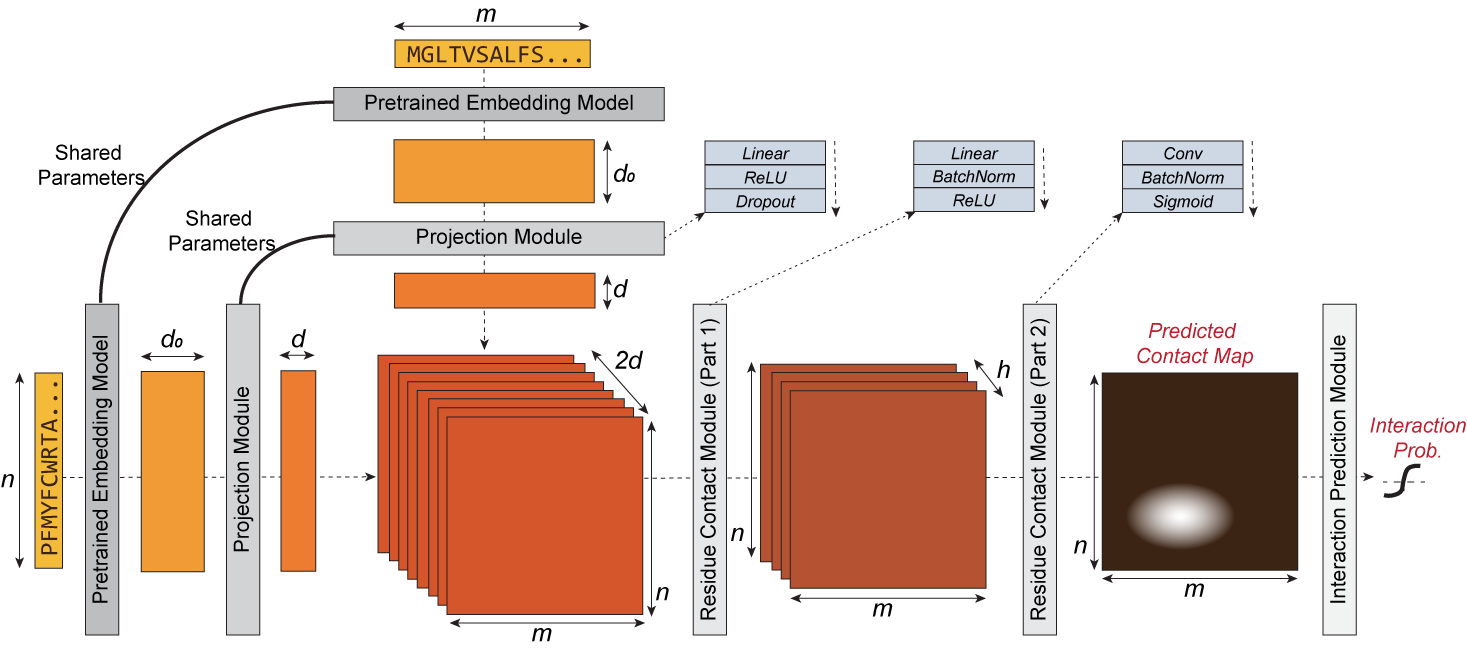 m
MGLTVSALFS...
Pretrained Embedding Model
Shared
Parameters
d₀
Linear
ReLU
Dropout
Linear
BatchNorm
ReLU
Conv
BatchNorm
Sigmoid
Shared
Parameters
Projection Module
d
n
PFMYFCWRTA...
Pretrained Embedding Model
d₀
Projection Module
d
2d
n
m
Residue Contact Module (Part 1)
h
n
m
Residue Contact Module (Part 2)
Predicted
Contact Map
n
m
Interaction Prediction Module
Interaction
Prob.